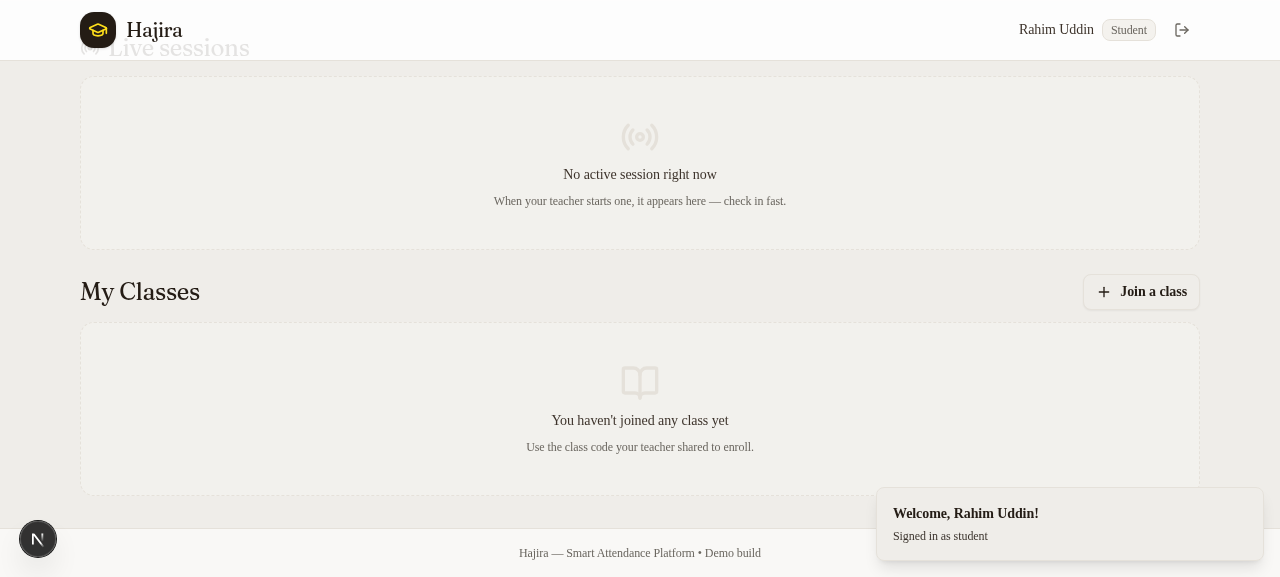 Hajira
Rahim Uddin
Student
Live sessions
No active session right now
When your teacher starts one, it appears here — check in fast.
My Classes
Join a class
You haven't joined any class yet
Use the class code your teacher shared to enroll.
Welcome, Rahim Uddin!
Signed in as student
N
Hajira — Smart Attendance Platform • Demo build